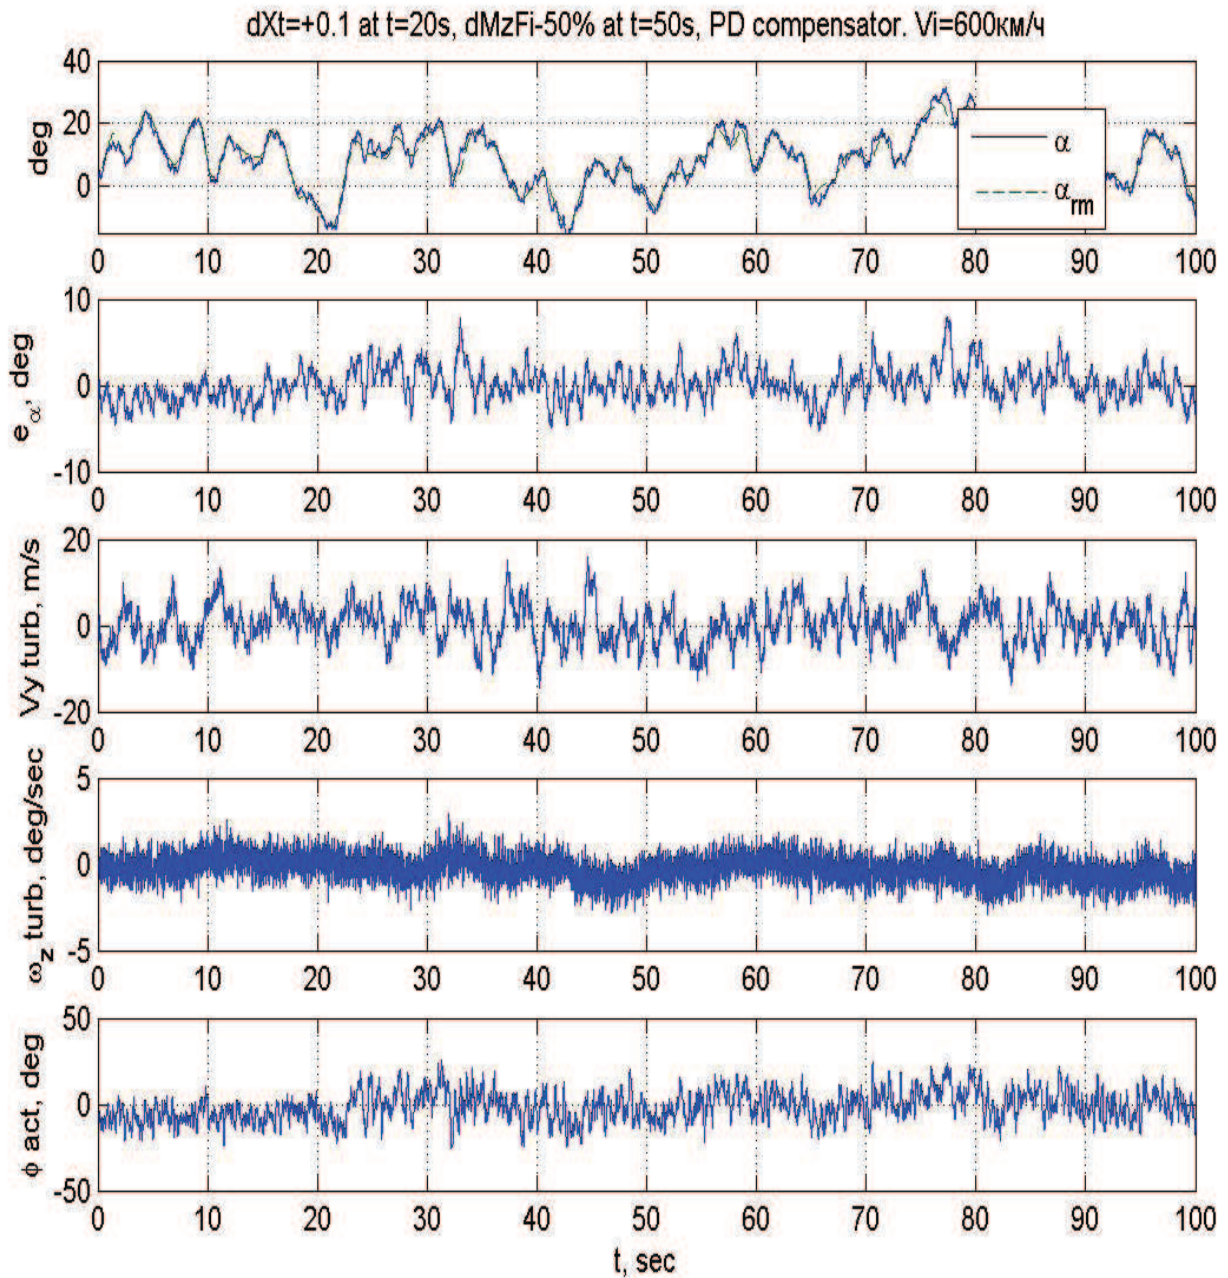 dXt=+0.1 at t=20s, dMzFi-50% at t=50s, PD compensator. Vi=600км/ч
40
20
0
deg
α
α_rm
0 10 20 30 40 50 60 70 80 90 100
10
0
-10
e_α, deg
0 10 20 30 40 50 60 70 80 90 100
20
0
-20
Vy turb, m/s
0 10 20 30 40 50 60 70 80 90 100
5
0
-5
ω_z turb, deg/sec
0 10 20 30 40 50 60 70 80 90 100
50
0
-50
ϕ act, deg
0 10 20 30 40 50 60 70 80 90 100
t, sec